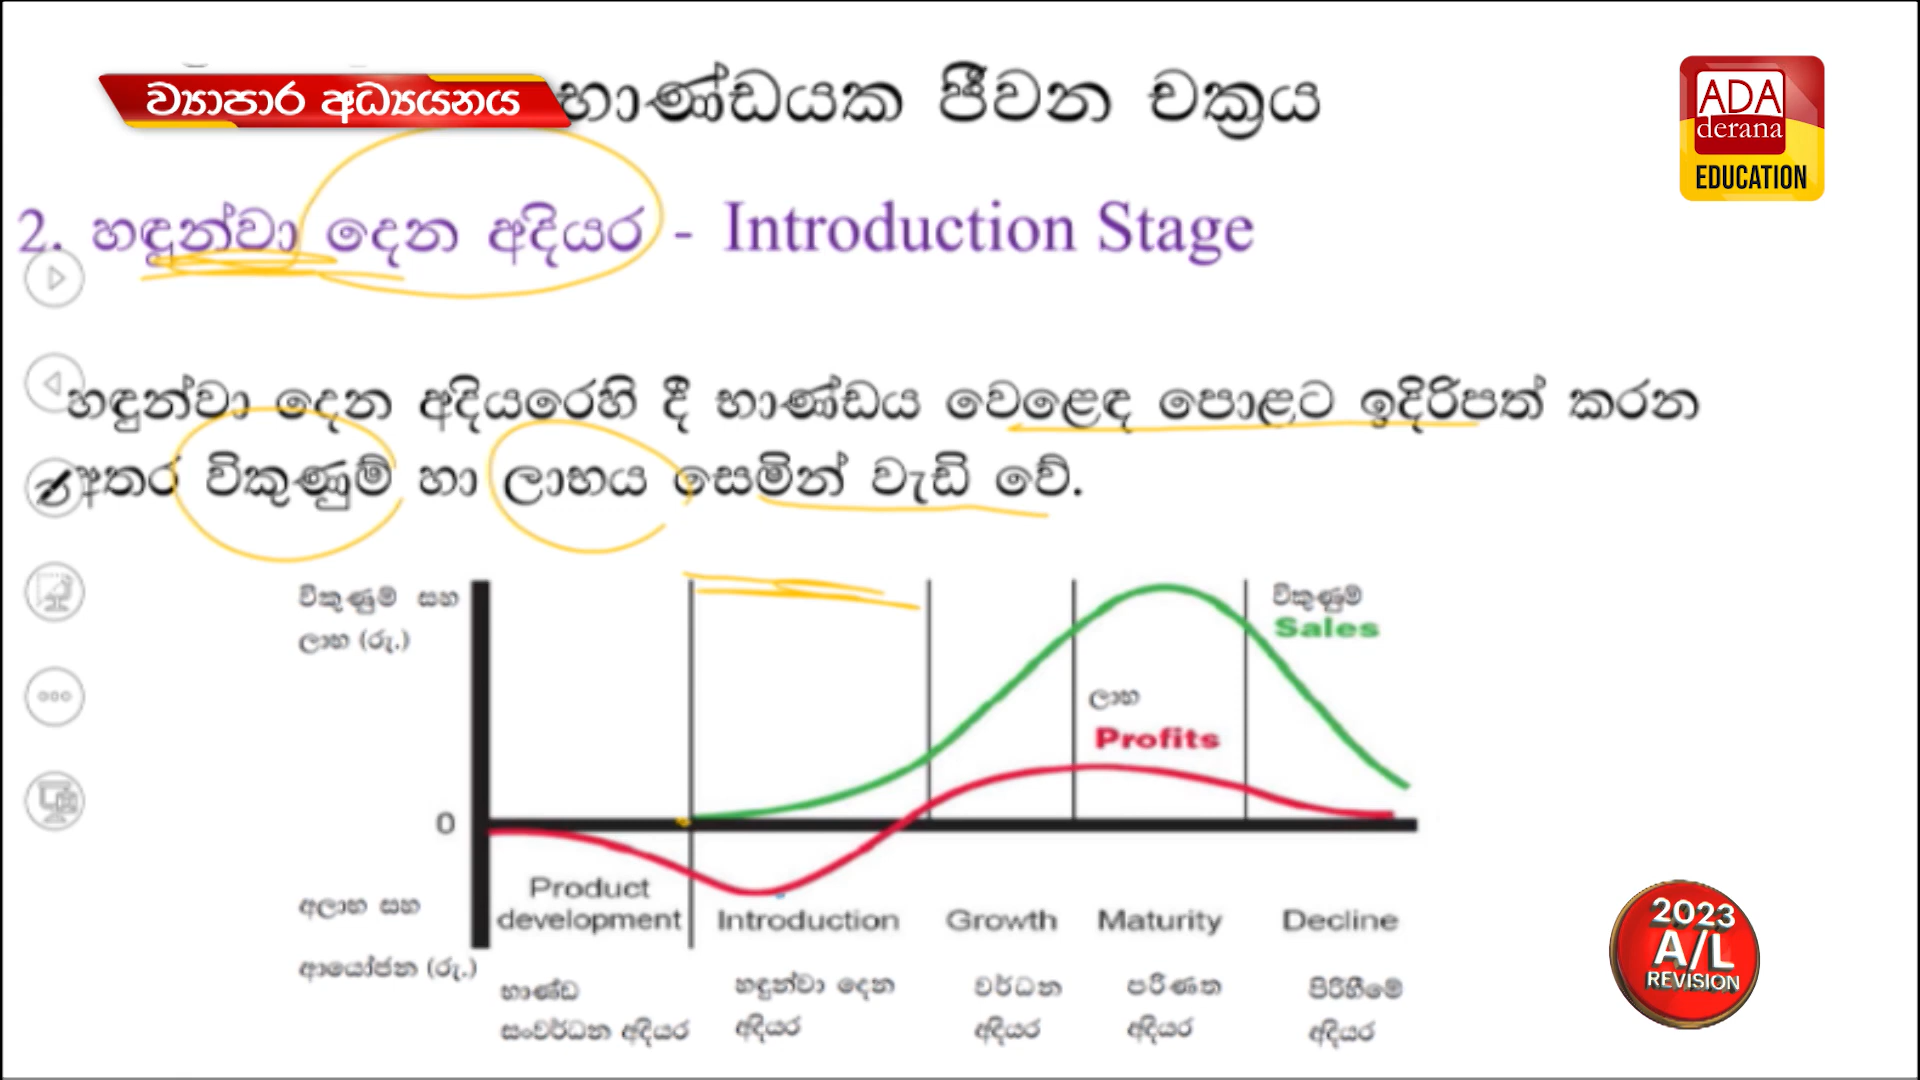 ව්‍යාපාර අධ්‍යයනය
භාණ්ඩයක ජීවන චක්‍රය
ADA
derana
EDUCATION
2. හඳුන්වා දෙන අදියර - Introduction Stage
හඳුන්වා දෙන අදියරෙහි දී භාණ්ඩය වෙළෙඳ පොළට ඉදිරිපත් කරන
අතර විකුණුම් හා ලාභය සෙමින් වැඩි වේ.
විකුණුම් සහ
ලාභ (රු.)
විකුණුම්
Sales
ලාභ
Profits
0
අලාභ සහ
ආයෝජන (රු.)
Product
development
Introduction
Growth
Maturity
Decline
භාණ්ඩ
සංවර්ධන අදියර
හඳුන්වා දෙන
අදියර
වර්ධන
අදියර
පරිණත
අදියර
පිරිහීමේ
අදියර
2023
A/L
REVISION